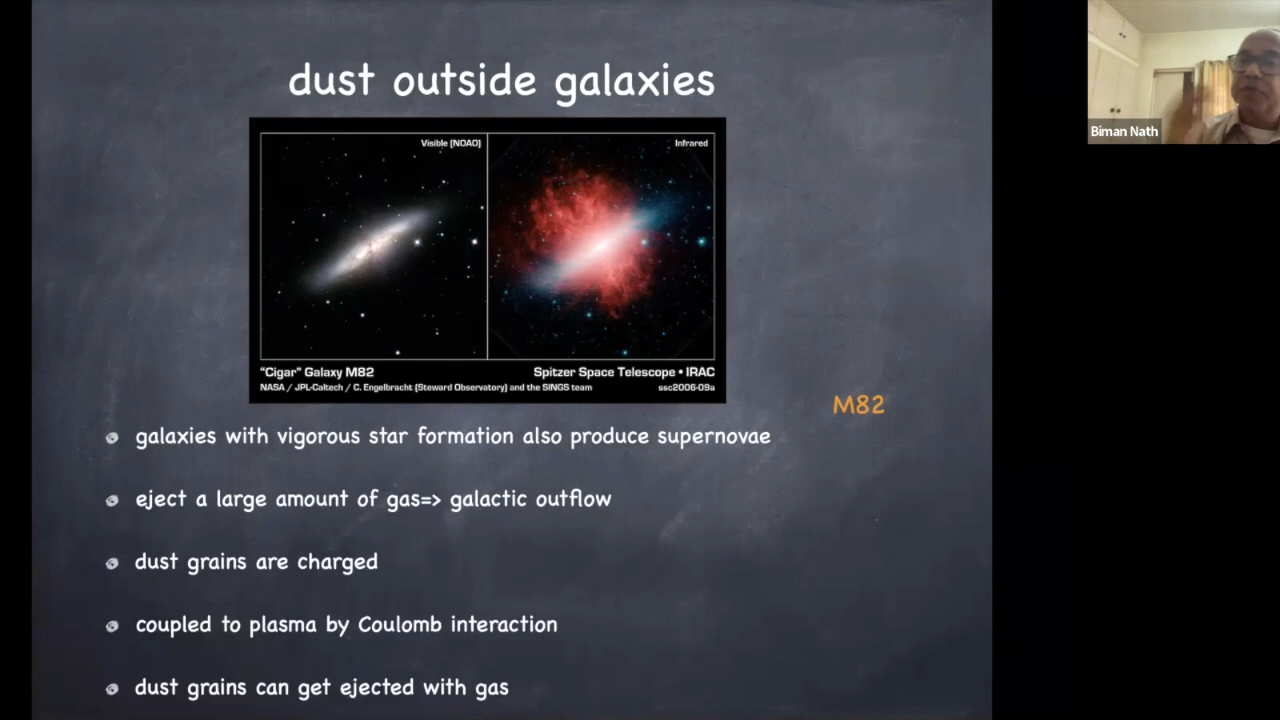 dust outside galaxies
Visible (NOAO)
Infrared
"Cigar" Galaxy M82
Spitzer Space Telescope • IRAC
NASA / JPL-Caltech / C. Engelbracht (Steward Observatory) and the SINGS team
ssc2006-09a
M82
galaxies with vigorous star formation also produce supernovae
eject a large amount of gas=> galactic outflow
dust grains are charged
coupled to plasma by Coulomb interaction
dust grains can get ejected with gas
Biman Nath